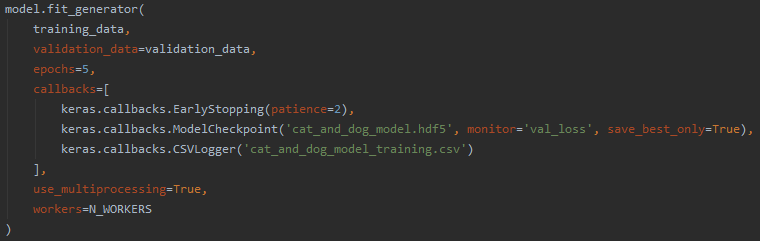 model.fit_generator(
    training_data,
    validation_data=validation_data,
    epochs=5,
    callbacks=[
        keras.callbacks.EarlyStopping(patience=2),
        keras.callbacks.ModelCheckpoint('cat_and_dog_model.hdf5', monitor='val_loss', save_best_only=True),
        keras.callbacks.CSVLogger('cat_and_dog_model_training.csv')
    ],
    use_multiprocessing=True,
    workers=N_WORKERS
)